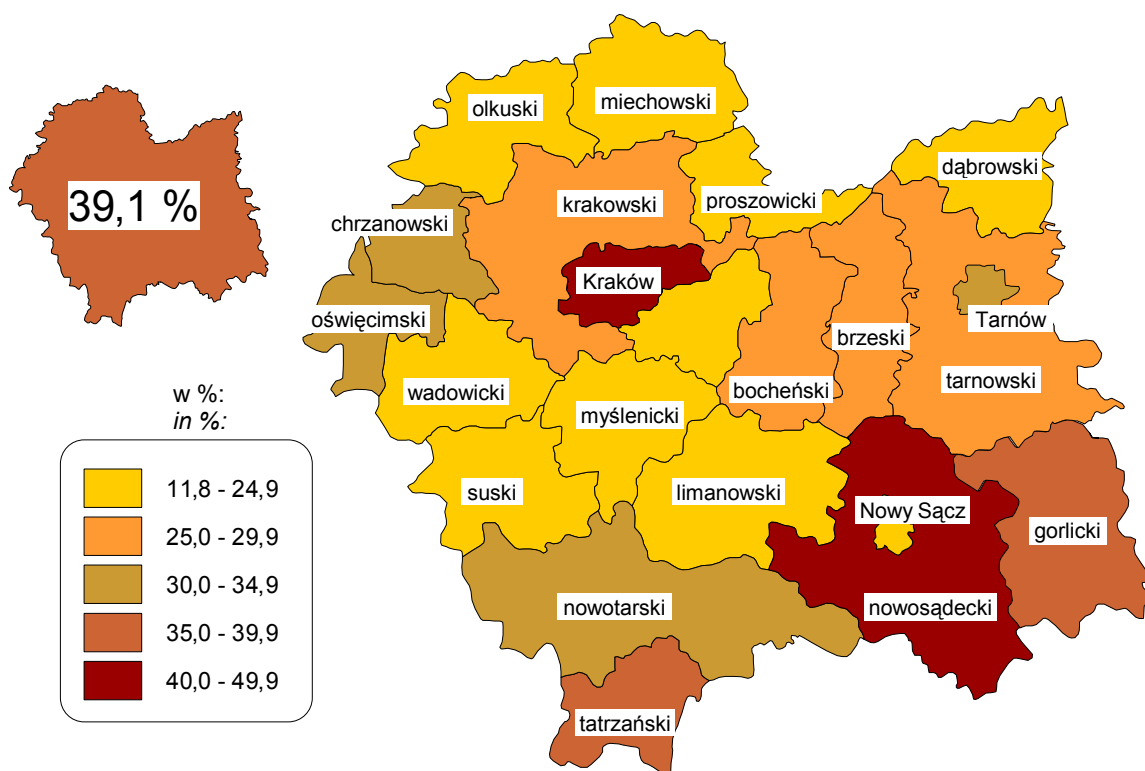 39,1 %
olkuski
miechowski
dąbrowski
krakowski
proszowicki
chrzanowski
Kraków
oświęcimski
Tarnów
brzeski
wadowicki
bocheński
tarnowski
myślenicki
suski
limanowski
Nowy Sącz
gorlicki
nowotarski
nowosądecki
tatrzański
w %:
in %:
11,8 - 24,9
25,0 - 29,9
30,0 - 34,9
35,0 - 39,9
40,0 - 49,9